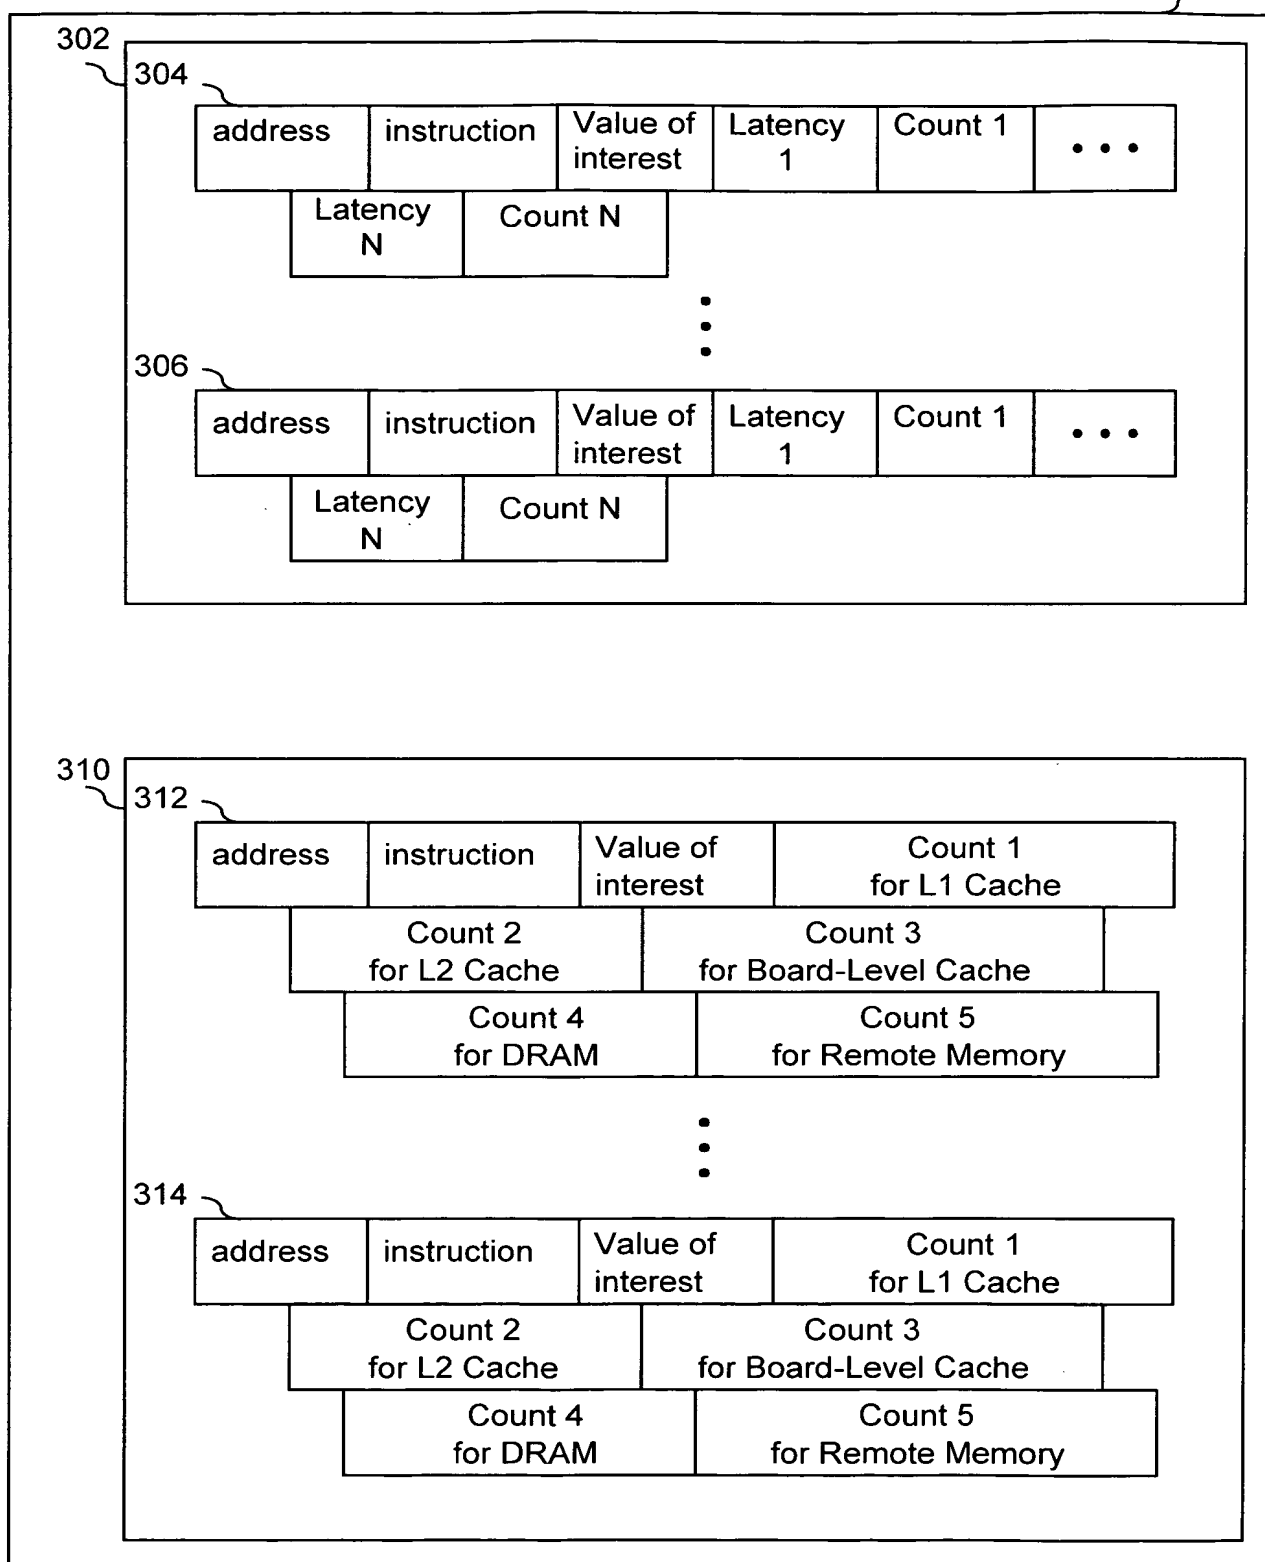 302
304
address instruction Value of interest Latency 1 Count 1 • • •
Latency N Count N
306
address instruction Value of interest Latency 1 Count 1 • • •
Latency N Count N
310
312
address instruction Value of interest Count 1 for L1 Cache
Count 2 for L2 Cache Count 3 for Board-Level Cache
Count 4 for DRAM Count 5 for Remote Memory
314
address instruction Value of interest Count 1 for L1 Cache
Count 2 for L2 Cache Count 3 for Board-Level Cache
Count 4 for DRAM Count 5 for Remote Memory